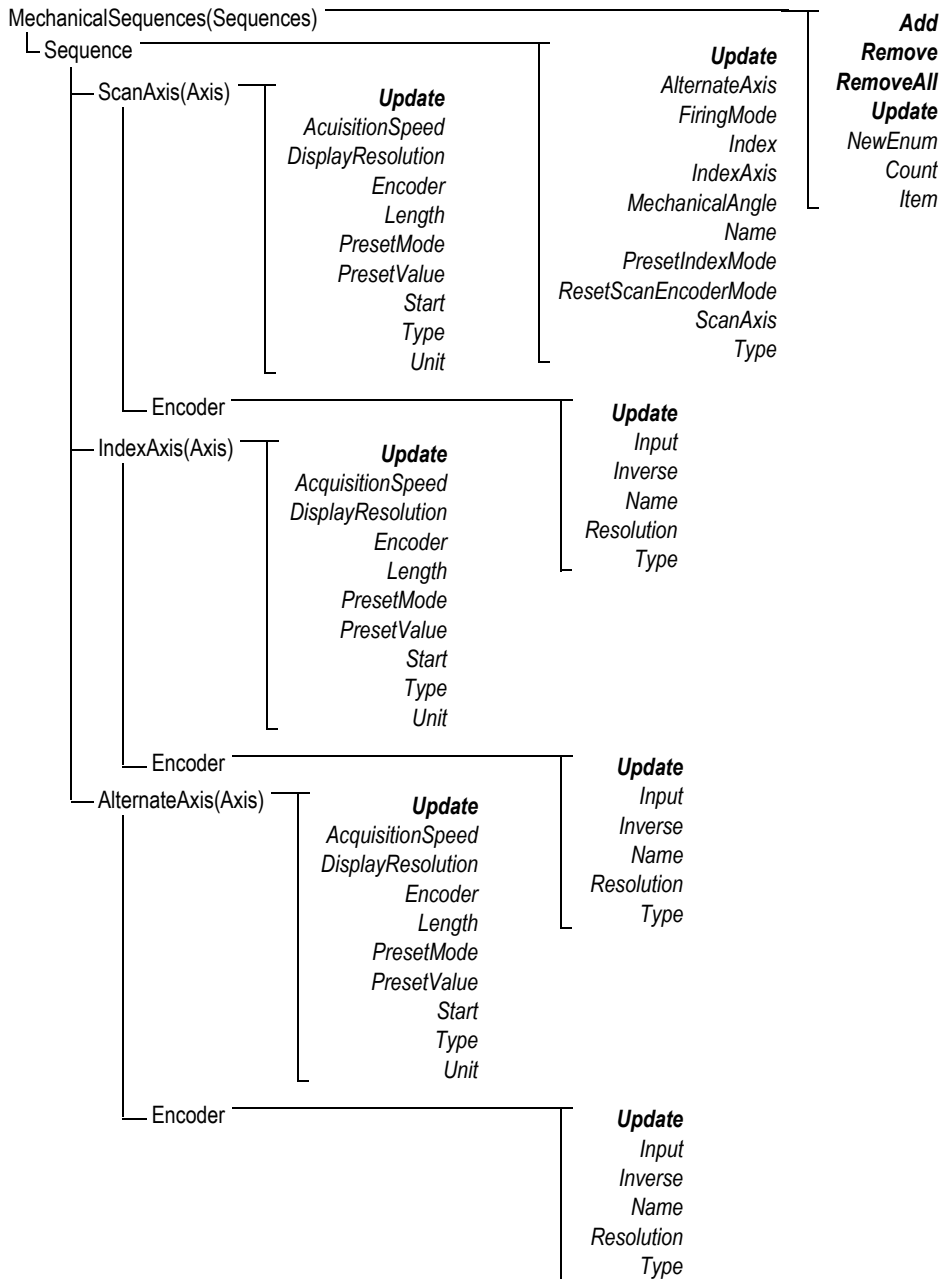 MechanicalSequences(Sequences)
Add
Remove
RemoveAll
Update
NewEnum
Count
Item
Sequence
Update
AlternateAxis
FiringMode
Index
IndexAxis
MechanicalAngle
Name
PresetIndexMode
ResetScanEncoderMode
ScanAxis
Type
ScanAxis(Axis)
Update
AcuisitionSpeed
DisplayResolution
Encoder
Length
PresetMode
PresetValue
Start
Type
Unit
Encoder
Update
Input
Inverse
Name
Resolution
Type
IndexAxis(Axis)
Update
AcquisitionSpeed
DisplayResolution
Encoder
Length
PresetMode
PresetValue
Start
Type
Unit
Encoder
Update
Input
Inverse
Name
Resolution
Type
AlternateAxis(Axis)
Update
AcquisitionSpeed
DisplayResolution
Encoder
Length
PresetMode
PresetValue
Start
Type
Unit
Encoder
Update
Input
Inverse
Name
Resolution
Type